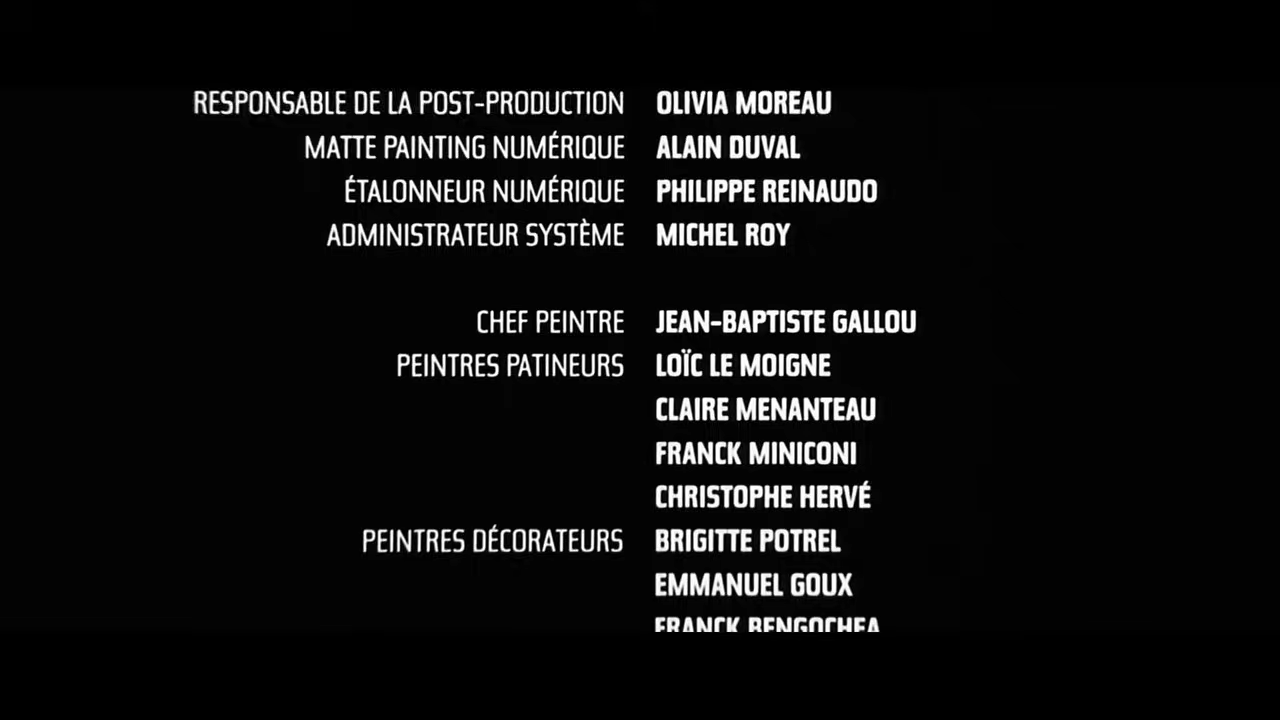 RESPONSABLE DE LA POST-PRODUCTION OLIVIA MOREAU
MATTE PAINTING NUMÉRIQUE ALAIN DUVAL
ÉTALONNEUR NUMÉRIQUE PHILIPPE REINAUDO
ADMINISTRATEUR SYSTÈME MICHEL ROY
CHEF PEINTRE JEAN-BAPTISTE GALLOU
PEINTRES PATINEURS LOÏC LE MOIGNE
CLAIRE MENANTEAU
FRANCK MINICONI
CHRISTOPHE HERVÉ
PEINTRES DÉCORATEURS BRIGITTE POTREL
EMMANUEL GOUX
FRANCK BENGOCHEA